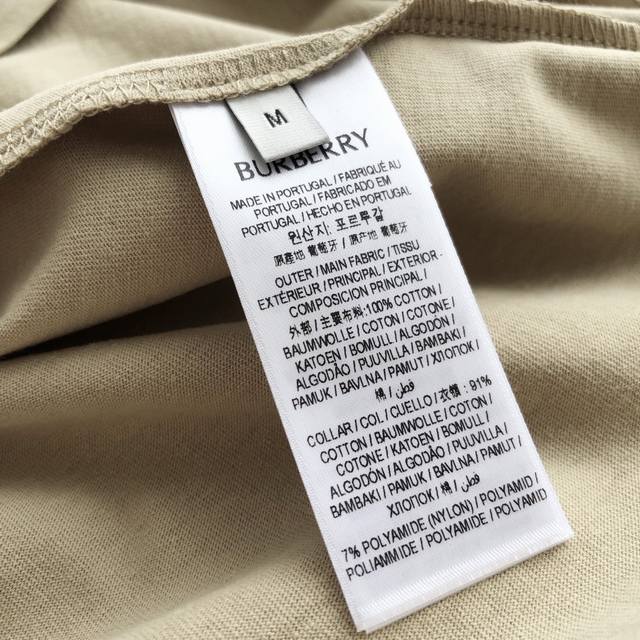 M
BURBERRY
MADE IN PORTUGAL / FABRIQUÉ AU
PORTUGAL / FABRICADO EM
PORTUGAL / HECHO EN PORTUGAL
원산지: 포르투갈
原産地 葡萄牙 / 原产地 葡萄牙
OUTER / MAIN FABRIC / TISSU
EXTÉRIEUR / PRINCIPAL / EXTERIOR -
COMPOSICION PRINCIPAL /
外部 / 主要布料: 100% COTTON /
BAUMWOLLE / COTON / COTONE /
KATOEN / BOMULL / ALGODÓN /
ALGODÃO / PUUVILLA / BAMBAKI /
PAMUK / BAVLNA / PAMUT / ХЛОПОК /
棉 / قطن
COLLAR / COL / CUELLO / 衣領 : 91%
COTTON / BAUMWOLLE / COTON /
COTONE / KATOEN / BOMULL /
ALGODÓN / ALGODÃO / PUUVILLA /
BAMBAKI / PAMUK / BAVLNA / PAMUT /
ХЛОПОК / 棉 / قطن
7% POLYAMIDE (NYLON) / POLYAMID /
POLIAMMIDE / POLYAMIDE / POLYAMIDE /